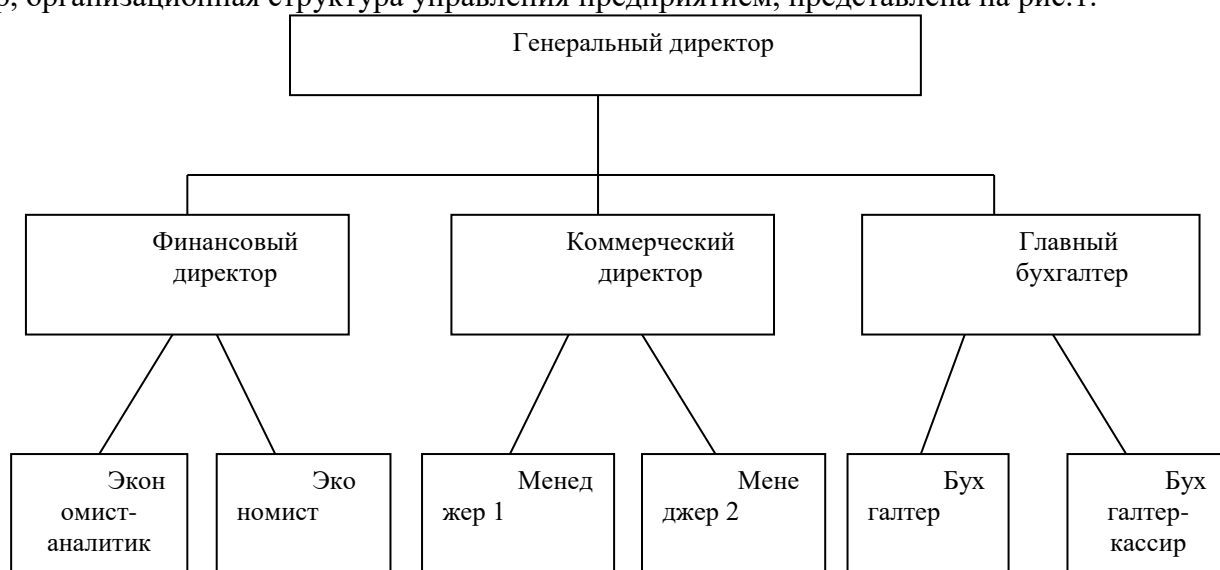 организационная структура управления предприятием, представлена на рис.1.
Генеральный директор
Финансовый
директор
Коммерческий
директор
Главный
бухгалтер
Экон
омист-
аналитик
Эко
номист
Менед
жер 1
Мене
джер 2
Бух
галтер
Бух
галтер-
кассир